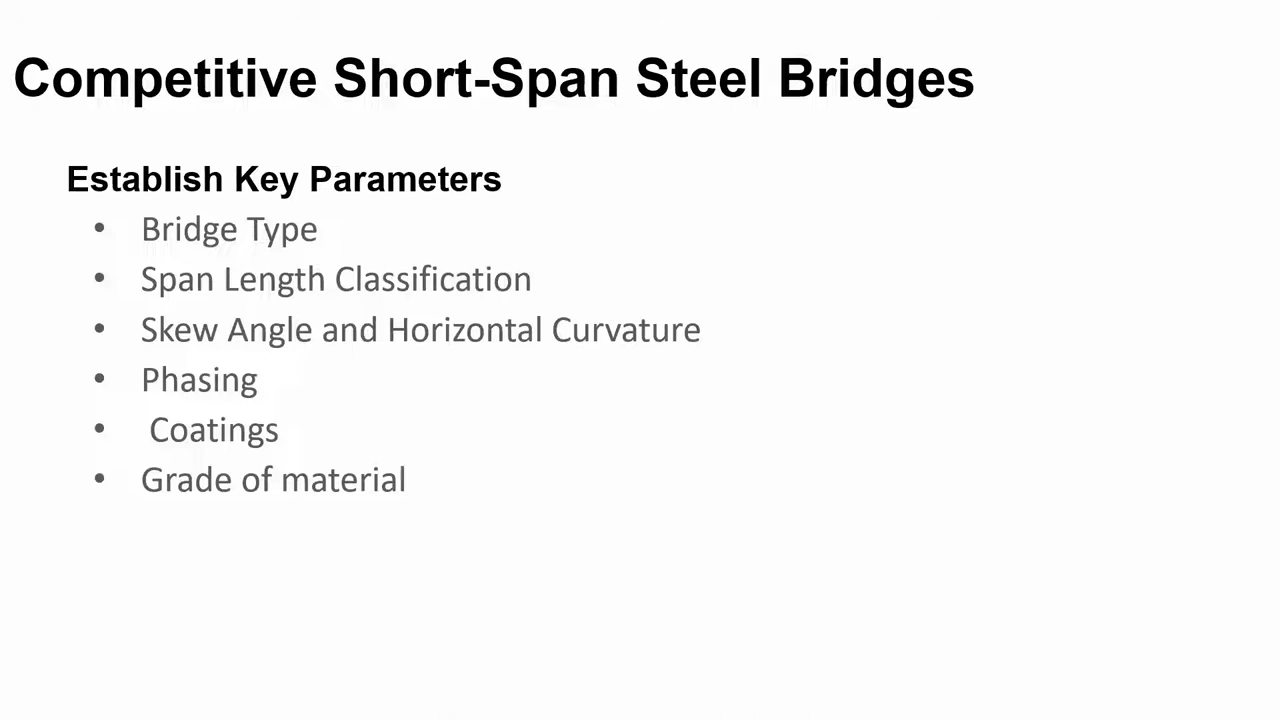 Competitive Short-Span Steel Bridges
Establish Key Parameters
• Bridge Type
• Span Length Classification
• Skew Angle and Horizontal Curvature
• Phasing
• Coatings
• Grade of material